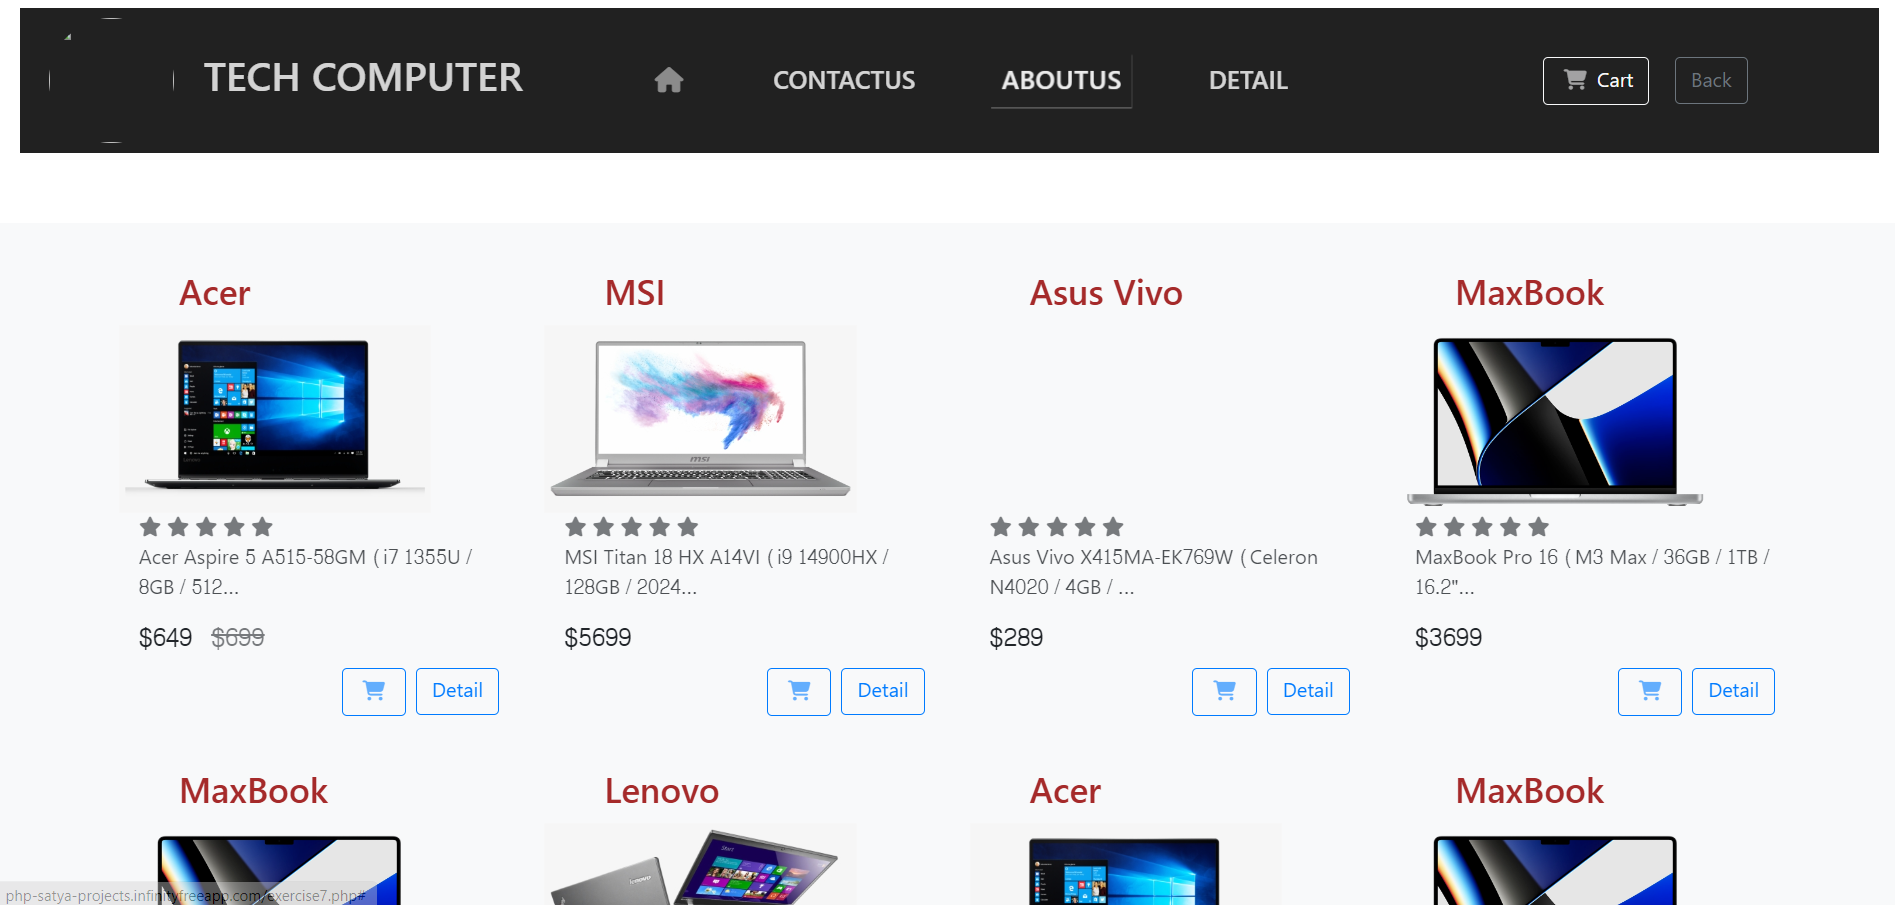 TECH COMPUTER
CONTACTUS
ABOUTUS
DETAIL
Cart
Back
Acer
MSI
Asus Vivo
MaxBook
msi
Acer Aspire 5 A515-58GM ( i7 1355U /
8GB / 512...
MSI Titan 18 HX A14VI ( i9 14900HX /
128GB / 2024...
Asus Vivo X415MA-EK769W ( Celeron
N4020 / 4GB / ...
MaxBook Pro 16 ( M3 Max / 36GB / 1TB /
16.2"...
$649 $699
$5699
$289
$3699
Detail
Detail
Detail
Detail
MaxBook
Lenovo
Acer
MaxBook
Start
lenovo
php-satya-projects.infinityfreeapp.com/exercise7.php#